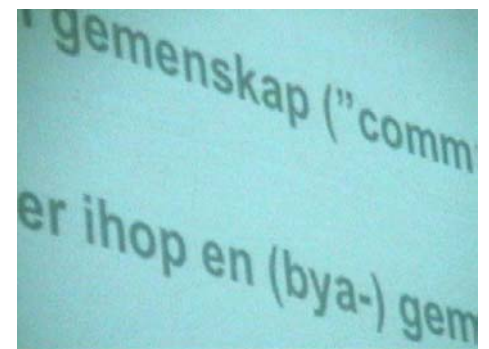 gemenskap (”comm
er ihop en (bya-) gem